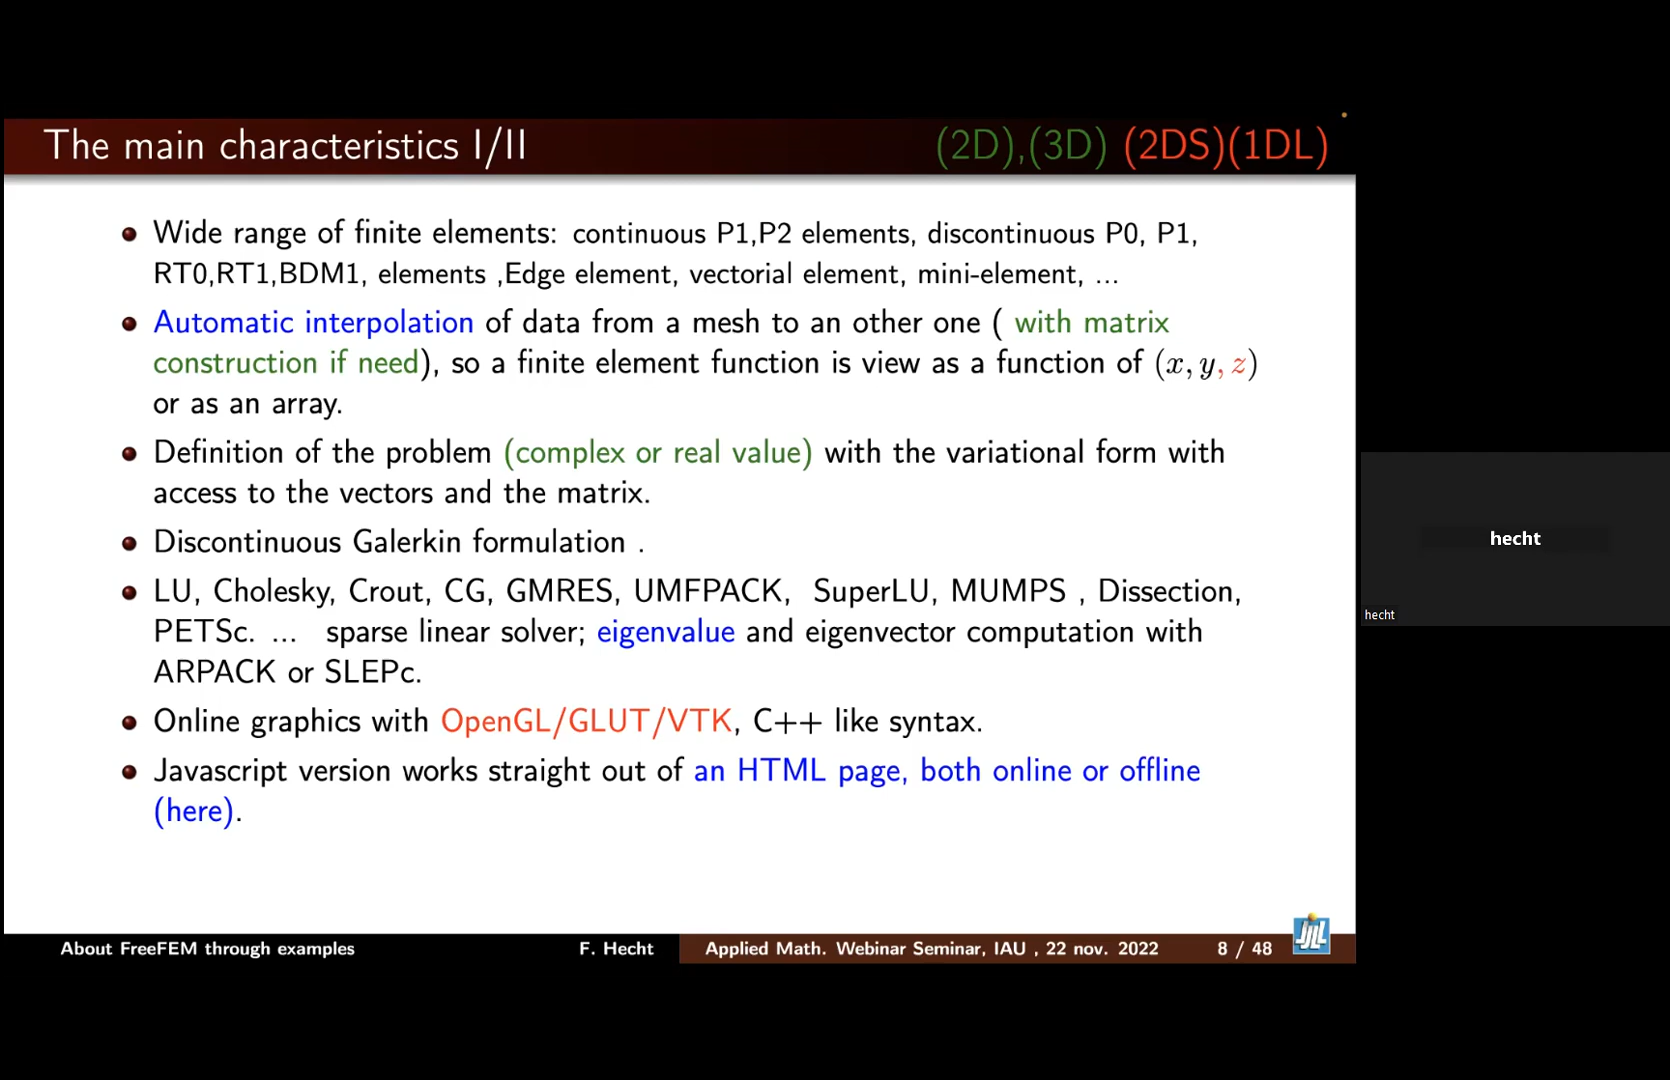 The main characteristics I/II (2D),(3D) (2DS)(1DL)
Wide range of finite elements: continuous P1,P2 elements, discontinuous P0, P1,
RT0,RT1,BDM1, elements ,Edge element, vectorial element, mini-element, ...
Automatic interpolation of data from a mesh to an other one ( with matrix
construction if need), so a finite element function is view as a function of (x, y, z)
or as an array.
Definition of the problem (complex or real value) with the variational form with
access to the vectors and the matrix.
Discontinuous Galerkin formulation .
LU, Cholesky, Crout, CG, GMRES, UMFPACK, SuperLU, MUMPS , Dissection,
PETSc. ... sparse linear solver; eigenvalue and eigenvector computation with
ARPACK or SLEPc.
Online graphics with OpenGL/GLUT/VTK, C++ like syntax.
Javascript version works straight out of an HTML page, both online or offline
(here).
hecht
hecht
About FreeFEM through examples F. Hecht Applied Math. Webinar Seminar, IAU , 22 nov. 2022 8 / 48
JJLL